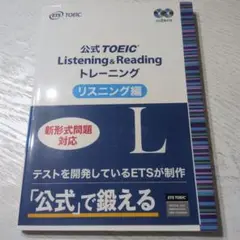 ETS TOEIC
公式 TOEIC
Listening & Reading
トレーニング
リスニング編
新形式問題
対応
L
テストを開発しているETSが制作
「公式」で鍛える
ETS TOEIC